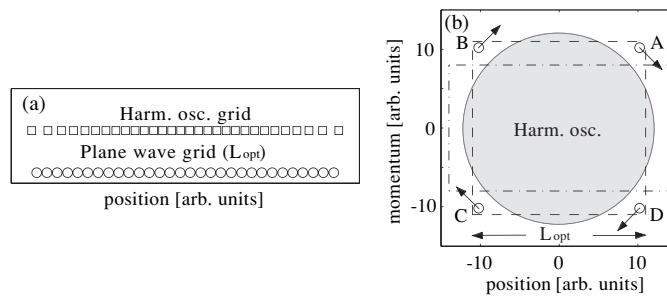 (a)
Harm. osc. grid
Plane wave grid (Lopt)
position [arb. units]
(b)
B
A
10
0
-10
momentum [arb. units]
Harm. osc.
C
D
Lopt
-10
0
10
position [arb. units]